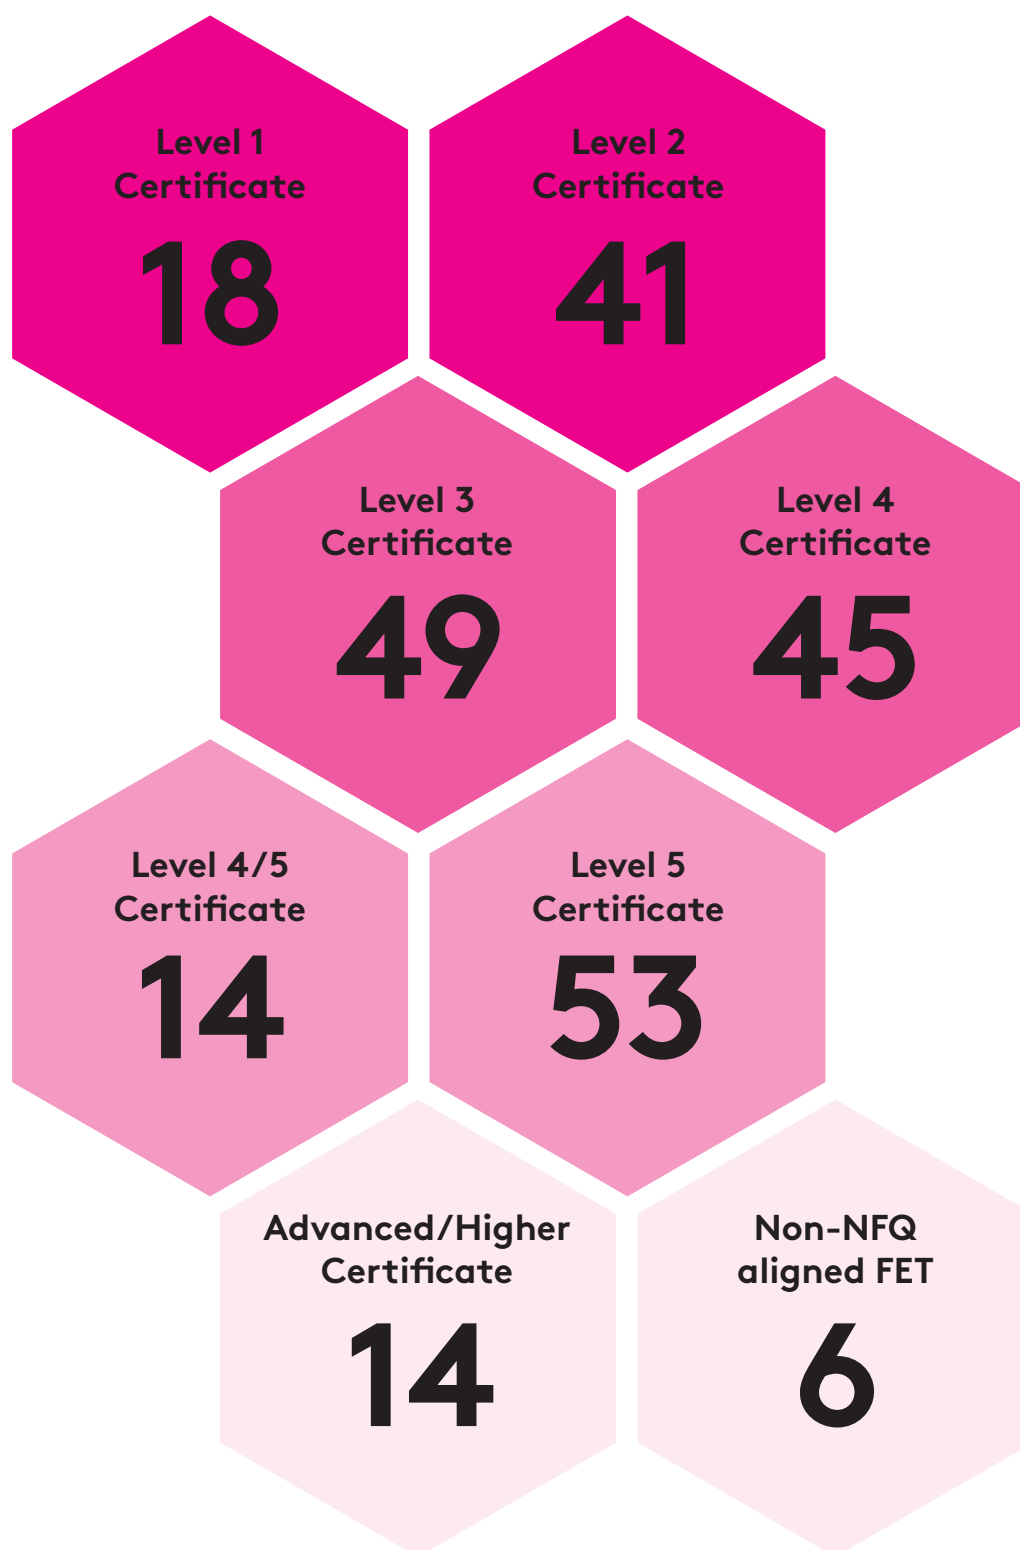 Level 1
Certificate
18
Level 2
Certificate
41
Level 3
Certificate
49
Level 4
Certificate
45
Level 4/5
Certificate
14
Level 5
Certificate
53
Advanced/Higher
Certificate
14
Non-NFQ
aligned FET
6